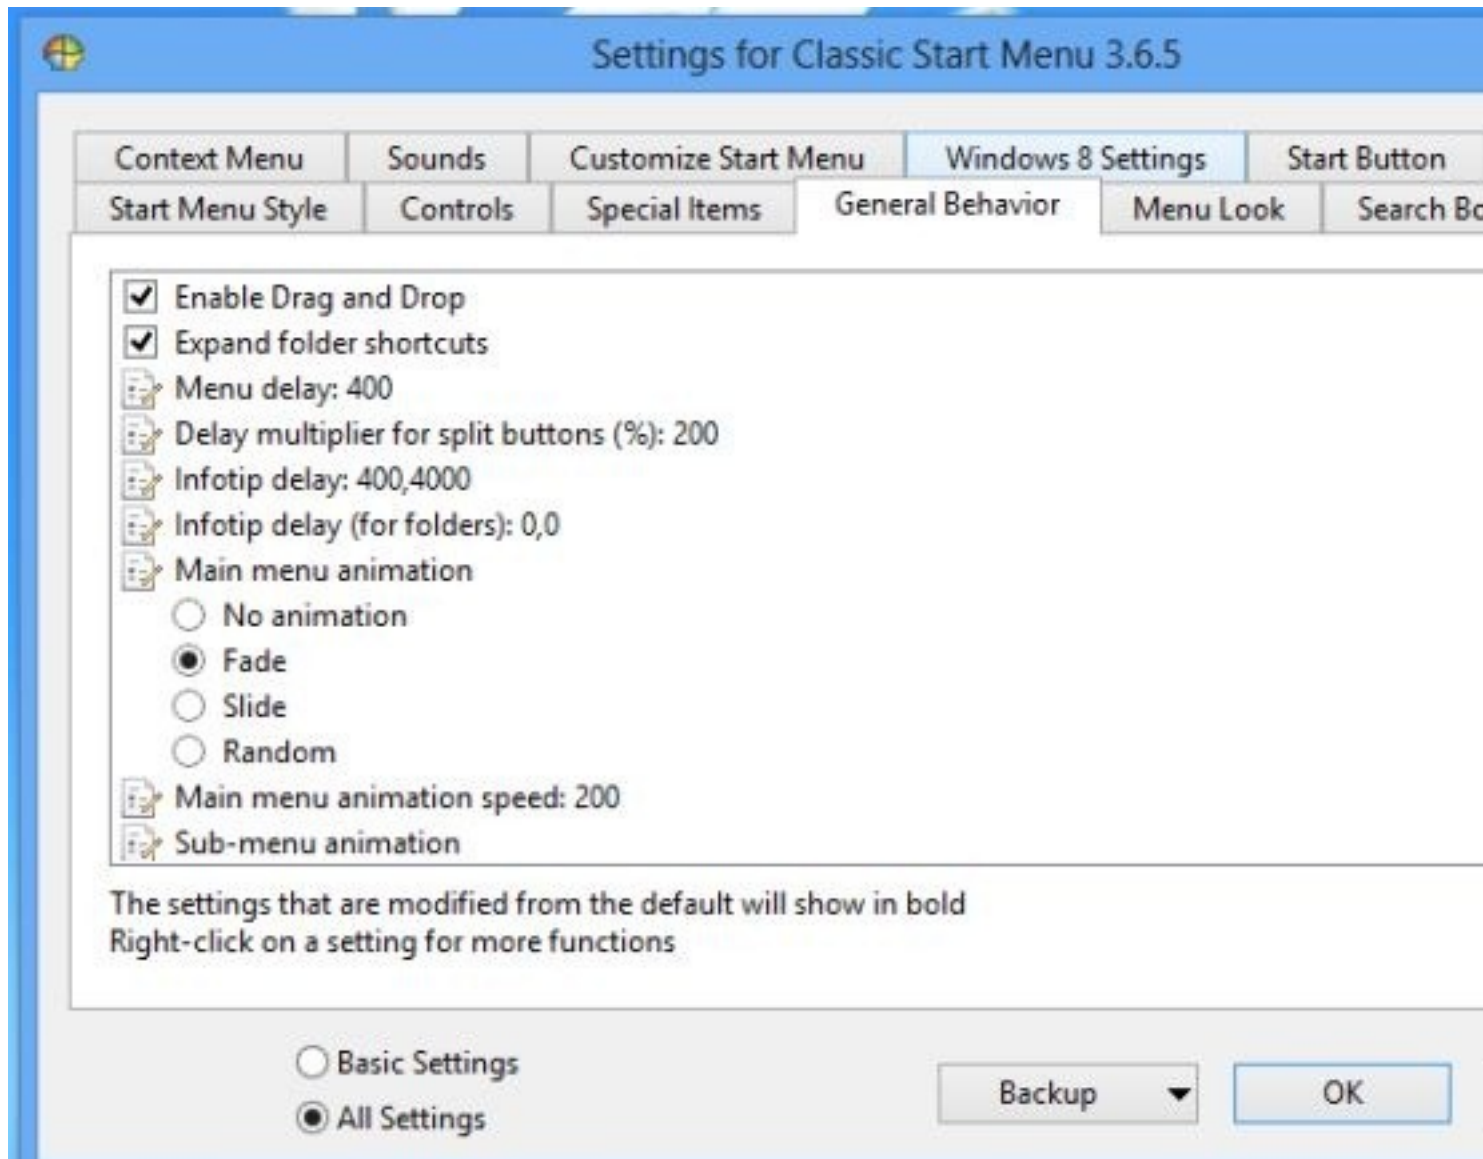 Settings for Classic Start Menu 3.6.5
Context Menu Sounds Customize Start Menu Windows 8 Settings Start Button
Start Menu Style Controls Special Items General Behavior Menu Look Search Bo
Enable Drag and Drop
Expand folder shortcuts
Menu delay: 400
Delay multiplier for split buttons (%): 200
Infotip delay: 400,4000
Infotip delay (for folders): 0,0
Main menu animation
No animation
Fade
Slide
Random
Main menu animation speed: 200
Sub-menu animation
The settings that are modified from the default will show in bold
Right-click on a setting for more functions
Basic Settings
All Settings
Backup OK